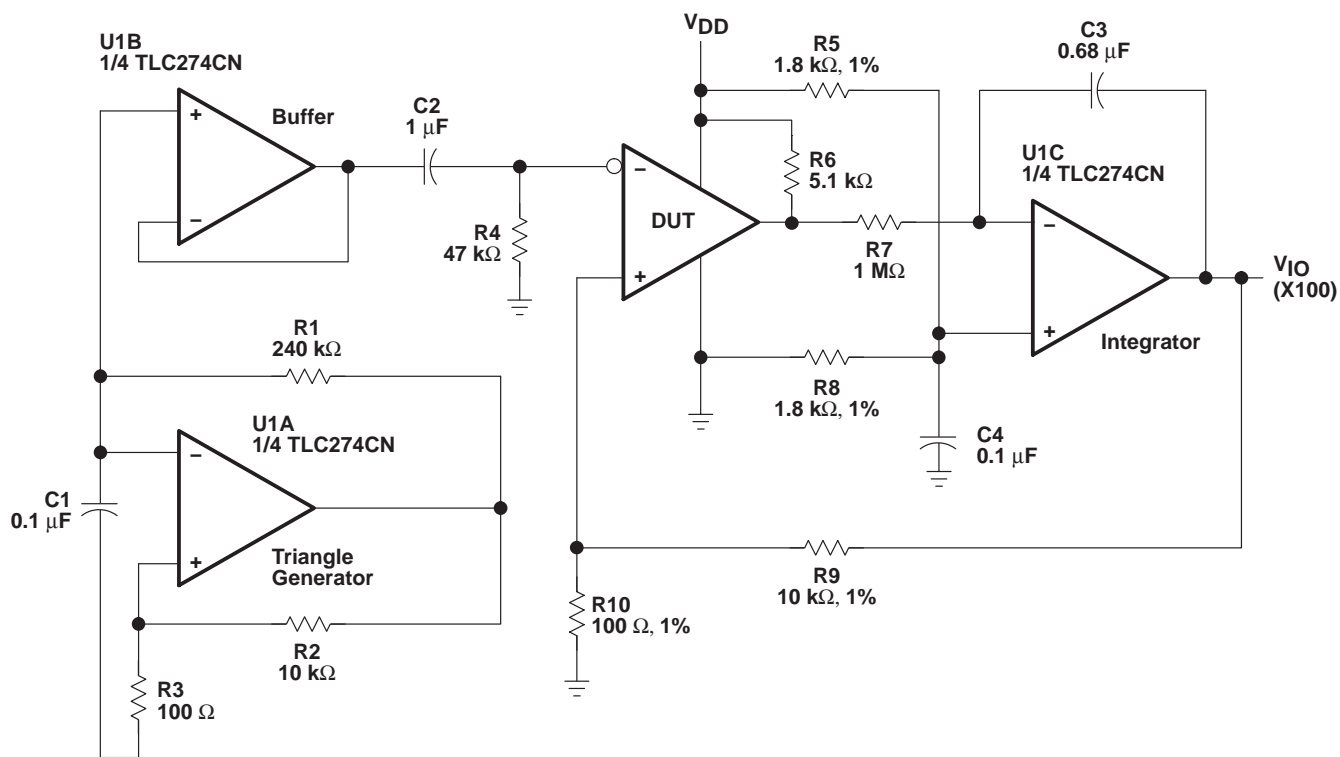 U1B
1/4 TLC274CN
Buffer
+
−
C2
1 μF
R4
47 kΩ
VDD
R5
1.8 kΩ, 1%
R6
5.1 kΩ
−
DUT
+
R7
1 MΩ
C3
0.68 μF
U1C
1/4 TLC274CN
−
+
Integrator
VIO
(X100)
R8
1.8 kΩ, 1%
C4
0.1 μF
R1
240 kΩ
U1A
1/4 TLC274CN
−
+
Triangle
Generator
C1
0.1 μF
R2
10 kΩ
R3
100 Ω
R9
10 kΩ, 1%
R10
100 Ω, 1%